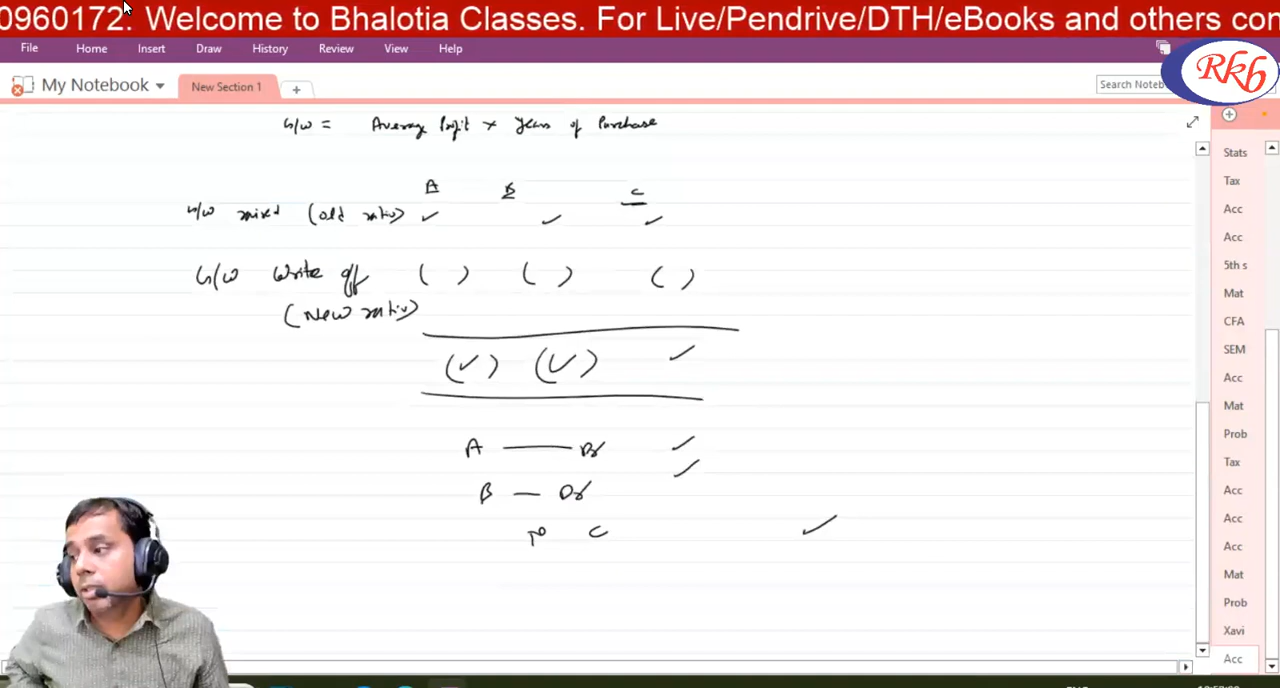 0960172. Welcome to Bhalotia Classes. For Live/Pendrive/DTH/eBooks and others con
File Home Insert Draw History Review View Help
Rkb
My Notebook New Section 1 + Search Noteb
G/W = Average Profit × Years of Purchase
A B C
G/W raised (old ratio) ✓ ✓ ✓
G/W Write off ( ) ( ) ( )
(New ratio)
(✓) (✓) ✓
A — Dr ✓
B — Dr ✓
To C ✓
Stats
Tax
Acc
Acc
5th s
Mat
CFA
SEM
Acc
Mat
Prob
Tax
Acc
Acc
Acc
Mat
Prob
Xavi
Acc